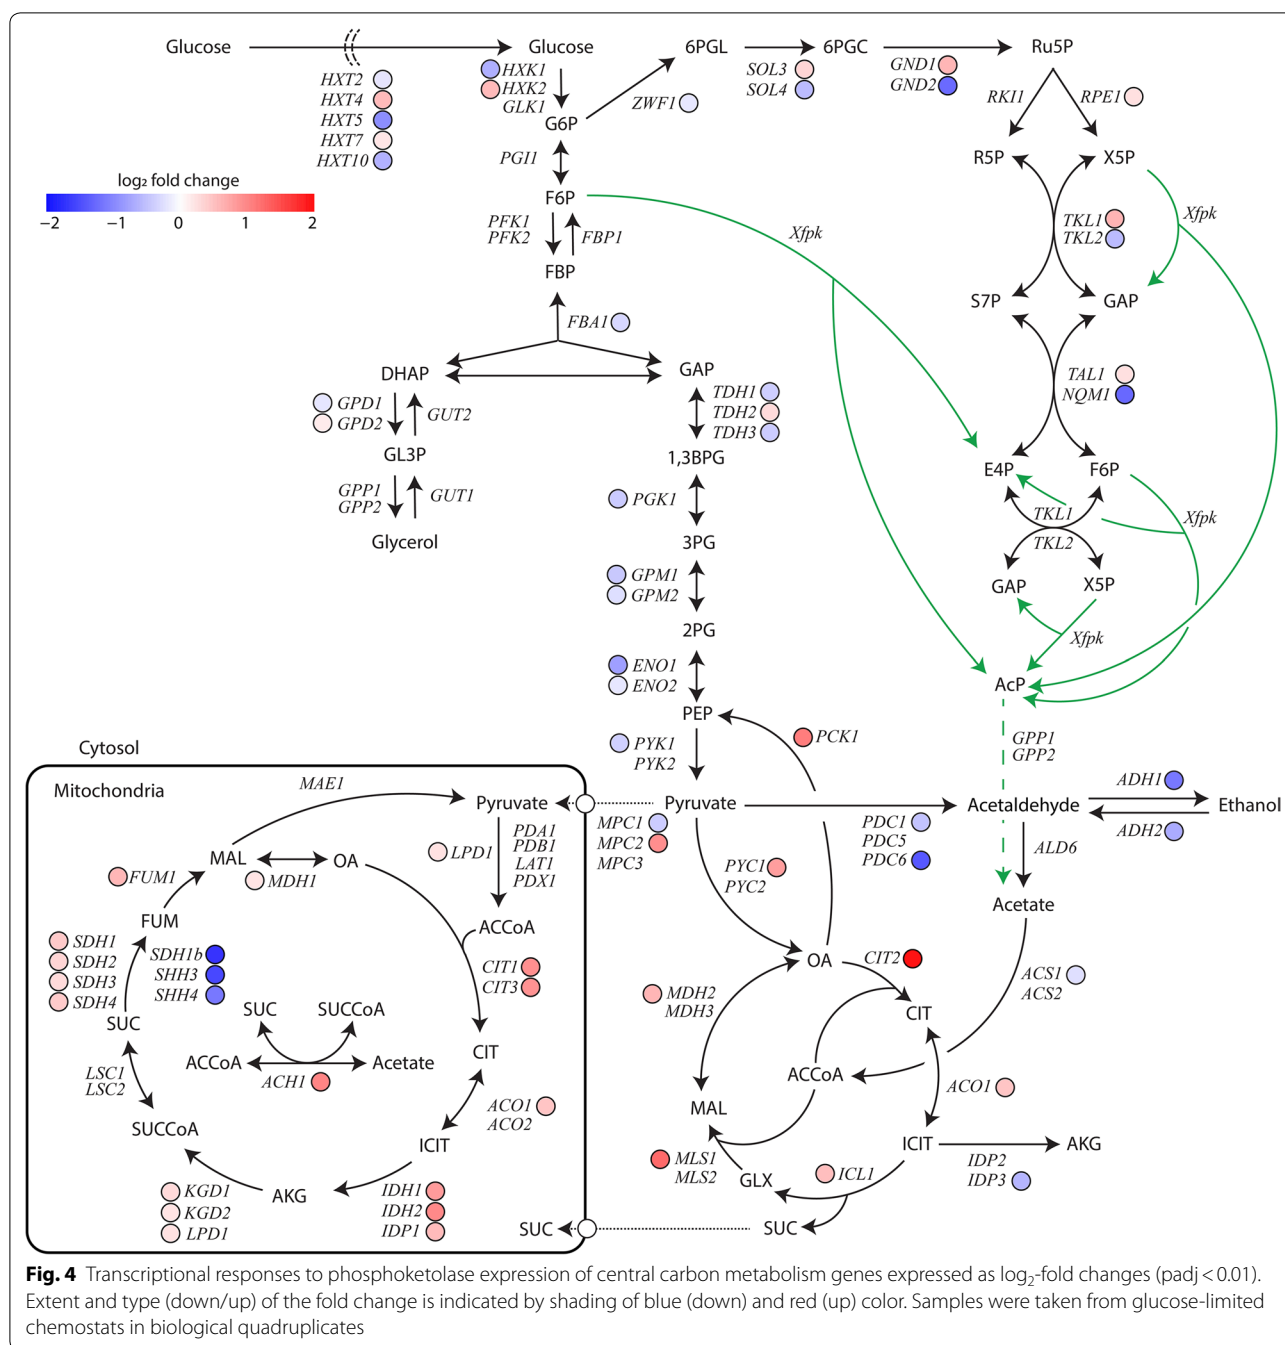 Glucose
Glucose
6PGL
6PGC
Ru5P
HXT2
HXT4
HXT5
HXT7
HXT10
HXK1
HXK2
GLK1
ZWF1
SOL3
SOL4
GND1
GND2
RKI1
RPE1
G6P
PGI1
R5P
X5P
log₂ fold change
−2
−1
0
1
2
F6P
PFK1
PFK2
FBP1
Xfpk
TKL1
TKL2
Xfpk
FBP
S7P
GAP
FBA1
DHAP
GAP
TAL1
NQM1
GPD1
GPD2
GUT2
TDH1
TDH2
TDH3
GL3P
1,3BPG
E4P
F6P
GPP1
GPP2
GUT1
PGK1
TKL1
TKL2
Xfpk
Glycerol
3PG
GPM1
GPM2
GAP
X5P
2PG
Xfpk
ENO1
ENO2
AcP
PEP
PYK1
PYK2
PCK1
GPP1
GPP2
Cytosol
Mitochondria
MAE1
Pyruvate
Pyruvate
Acetaldehyde
Ethanol
ADH1
ADH2
MPC1
MPC2
MPC3
PDC1
PDC5
PDC6
ALD6
LPD1
PDA1
PDB1
LAT1
PDX1
MAL
OA
FUM1
MDH1
PYC1
PYC2
Acetate
FUM
ACCoA
SDH1
SDH2
SDH3
SDH4
SDH1b
SHH3
SHH4
CIT1
CIT3
OA
CIT2
MDH2
MDH3
ACS1
ACS2
SUC
SUC
SUCCoA
CIT
ACCoA
Acetate
ACH1
CIT
LSC1
LSC2
ACCoA
ACO1
ACO1
ACO2
MAL
SUCCoA
ICIT
ICIT
AKG
IDP2
IDP3
MLS1
MLS2
GLX
ICL1
KGD1
KGD2
LPD1
AKG
IDH1
IDH2
IDP1
SUC
SUC
Fig. 4 Transcriptional responses to phosphoketolase expression of central carbon metabolism genes expressed as log₂-fold changes (padj < 0.01).
Extent and type (down/up) of the fold change is indicated by shading of blue (down) and red (up) color. Samples were taken from glucose-limited
chemostats in biological quadruplicates